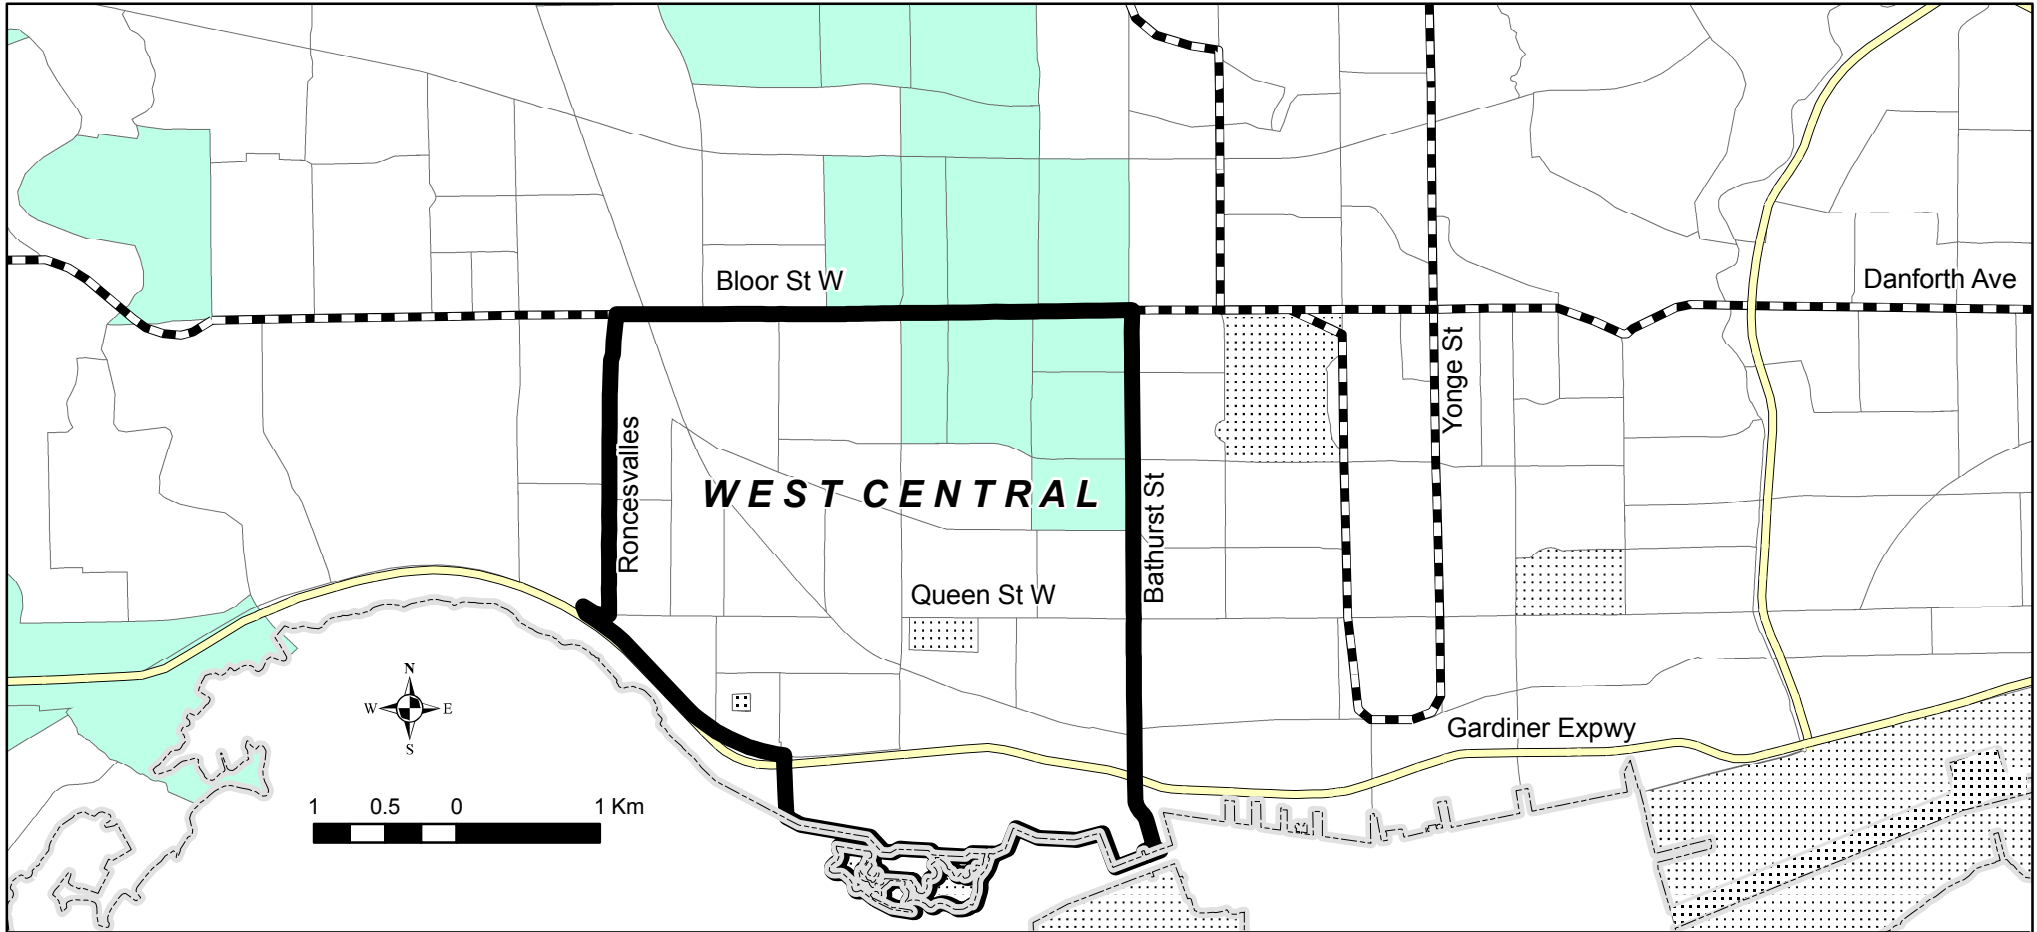 Bloor St W
Danforth Ave
Yonge St
Roncesvalles
WEST CENTRAL
Bathurst St
Queen St W
N
W E
S
Gardiner Expwy
1 0.5 0 1 Km